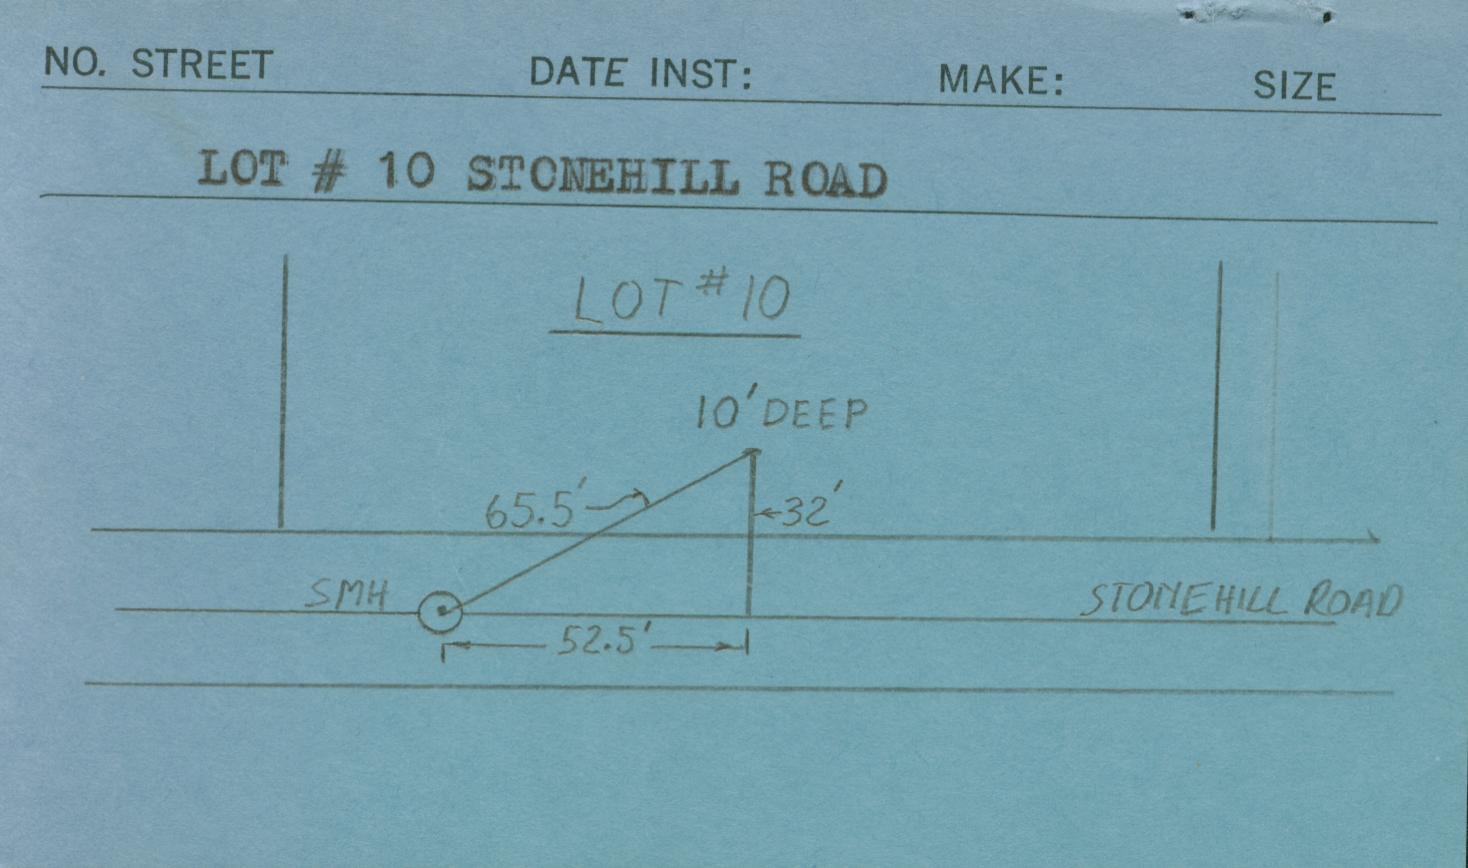 NO. STREET DATE INST: MAKE: SIZE
LOT # 10 STONEHILL ROAD
LOT #10
10' DEEP
65.5' 32'
SMH STONEHILL ROAD
52.5'